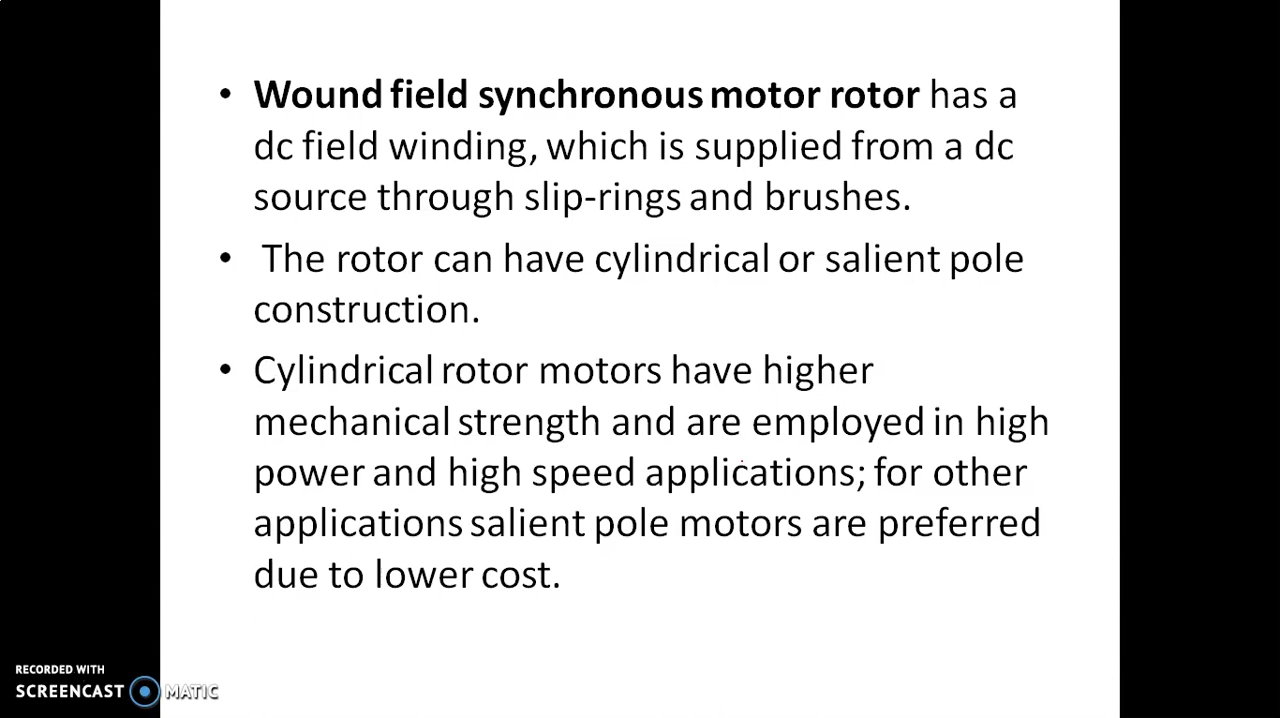 • Wound field synchronous motor rotor has a
dc field winding, which is supplied from a dc
source through slip-rings and brushes.
• The rotor can have cylindrical or salient pole
construction.
• Cylindrical rotor motors have higher
mechanical strength and are employed in high
power and high speed applications; for other
applications salient pole motors are preferred
due to lower cost.
RECORDED WITH
SCREENCAST MATIC